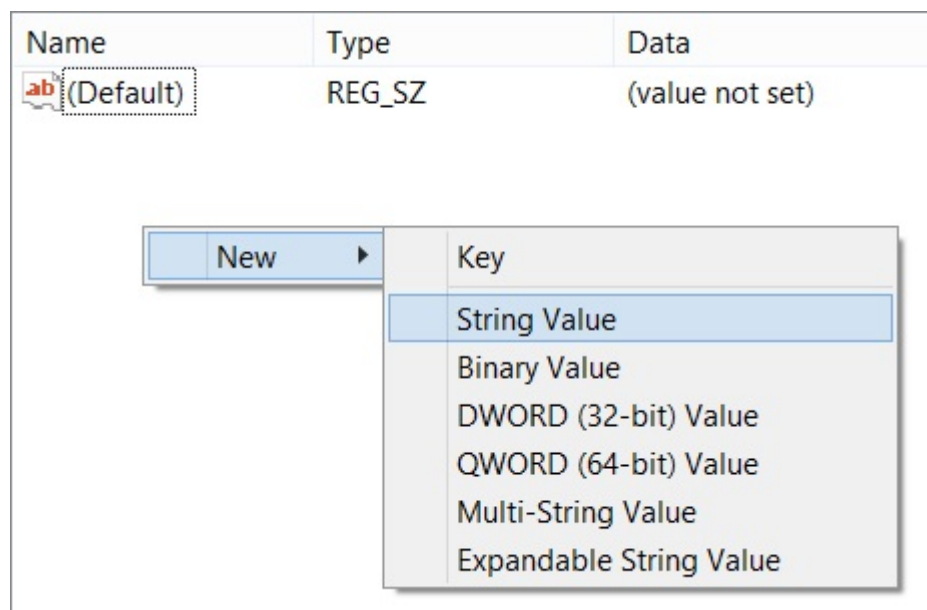 Name Type Data
ab (Default) REG_SZ (value not set)
New Key
String Value
Binary Value
DWORD (32-bit) Value
QWORD (64-bit) Value
Multi-String Value
Expandable String Value